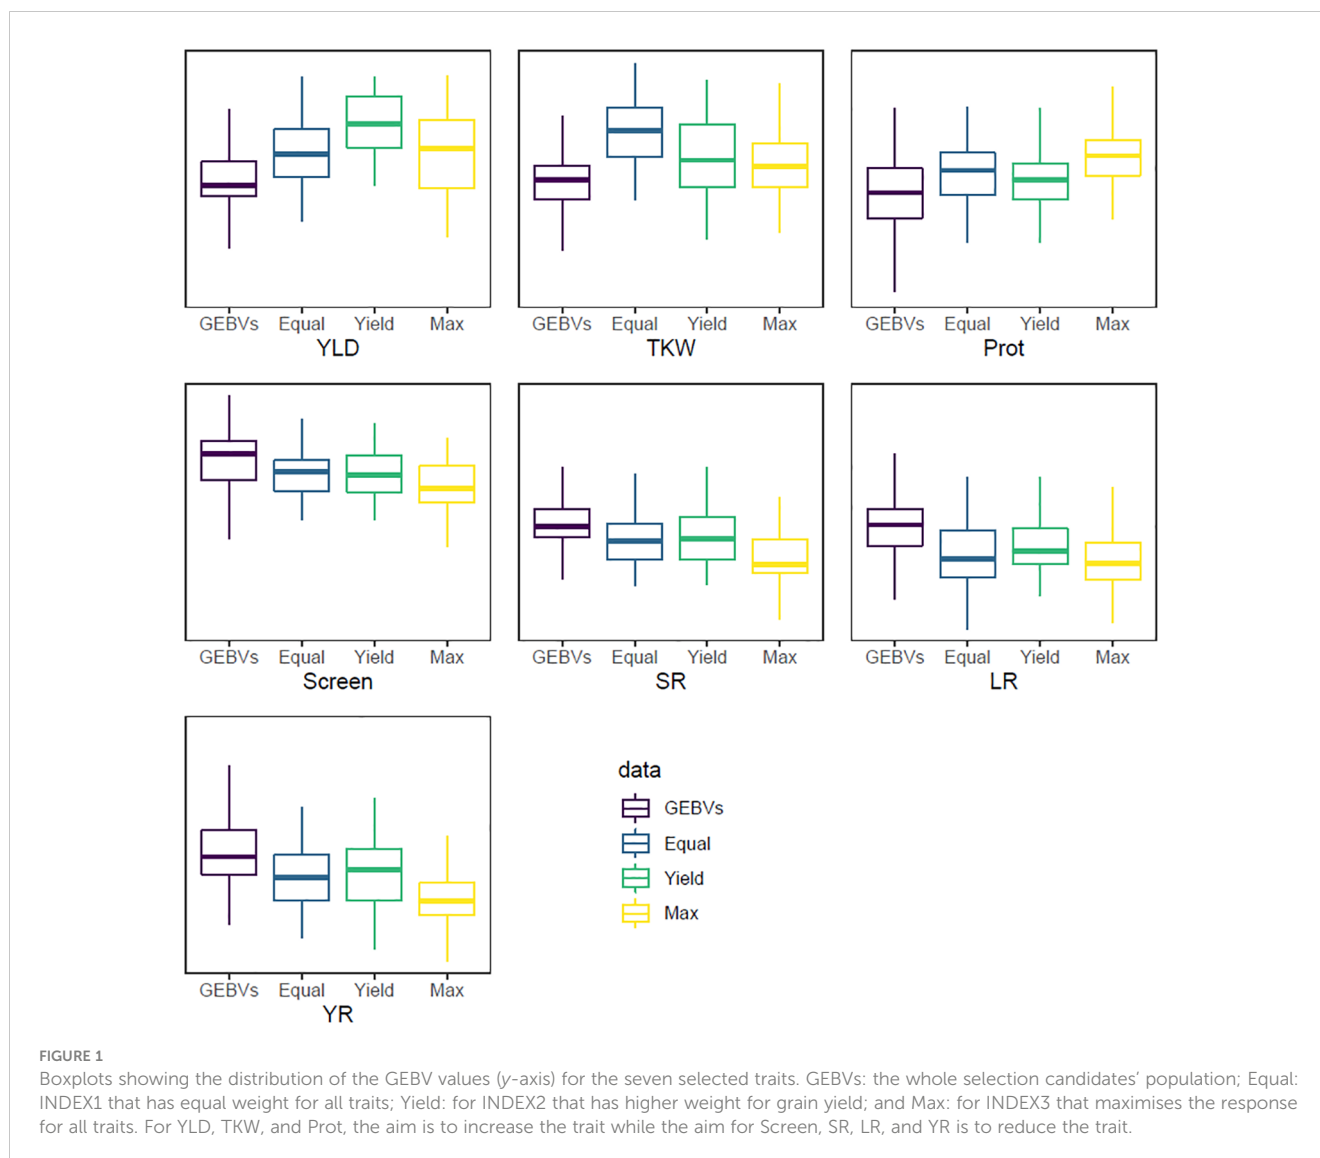 GEBVs Equal Yield Max
YLD
GEBVs Equal Yield Max
TKW
GEBVs Equal Yield Max
Prot
GEBVs Equal Yield Max
Screen
GEBVs Equal Yield Max
SR
GEBVs Equal Yield Max
LR
GEBVs Equal Yield Max
YR
data
GEBVs
Equal
Yield
Max
FIGURE 1
Boxplots showing the distribution of the GEBV values (y-axis) for the seven selected traits. GEBVs: the whole selection candidates’ population; Equal:
INDEX1 that has equal weight for all traits; Yield: for INDEX2 that has higher weight for grain yield; and Max: for INDEX3 that maximises the response
for all traits. For YLD, TKW, and Prot, the aim is to increase the trait while the aim for Screen, SR, LR, and YR is to reduce the trait.